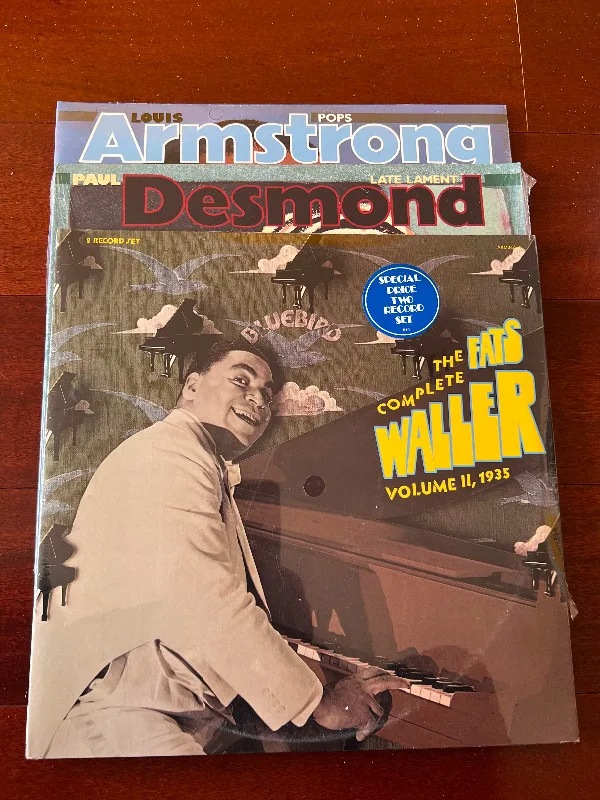 LOUIS POPS
Armstrong
PAUL LATE LAMENT
Desmond
2 RECORD SET
BLUEBIRD
SPECIAL
PRICE
TWO
RECORD
SET
THE FATS
COMPLETE
WALLER
VOLUME II, 1935